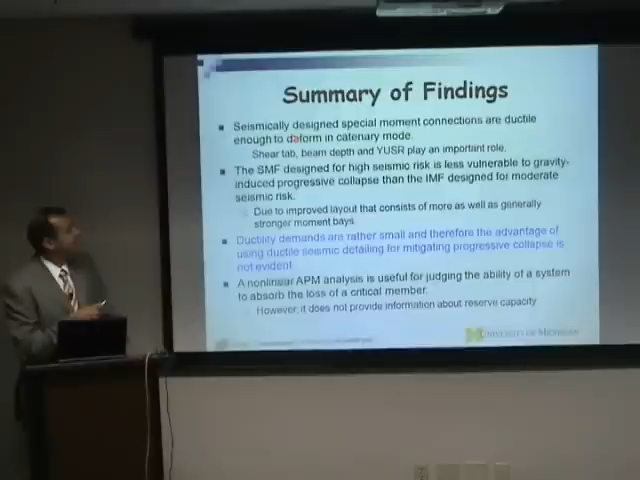 Summary of Findings
Seismically designed special moment connections are ductile
enough to deform in catenary mode.
Shear tab, beam depth and YUSR play an important role.
The SMF designed for high seismic risk is less vulnerable to gravity-
induced progressive collapse than the IMF designed for moderate
seismic risk.
Due to improved layout that consists of more as well as generally
stronger moment bays.
Ductility demands are rather small and therefore the advantage of
using ductile seismic detailing for mitigating progressive collapse is
not evident
A nonlinear APM analysis is useful for judging the ability of a system
to absorb the loss of a critical member.
However, it does not provide information about reserve capacity
UNIVERSITY OF MICHIGAN